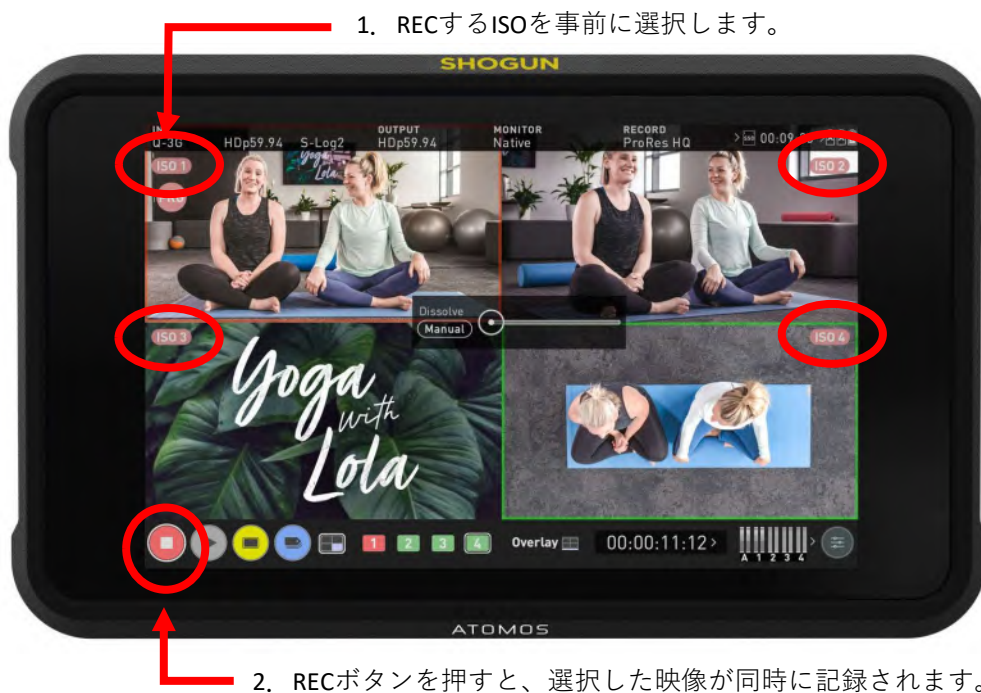 1. RECするISOを事前に選択します。
SHOGUN
OUTPUT MONITOR RECORD
Q-3G HDp59.94 S-Log2 HDp59.94 Native ProRes HQ
ISO 1
ISO 2
Yoga
Lola
Dissolve
Manual
ISO 3
ISO 4
Yoga
with
Lola
1 2 3 4 Overlay 00:00:11:12 >
A 1 2 3 4
ATOMOS
2. RECボタンを押すと、選択した映像が同時に記録されます。